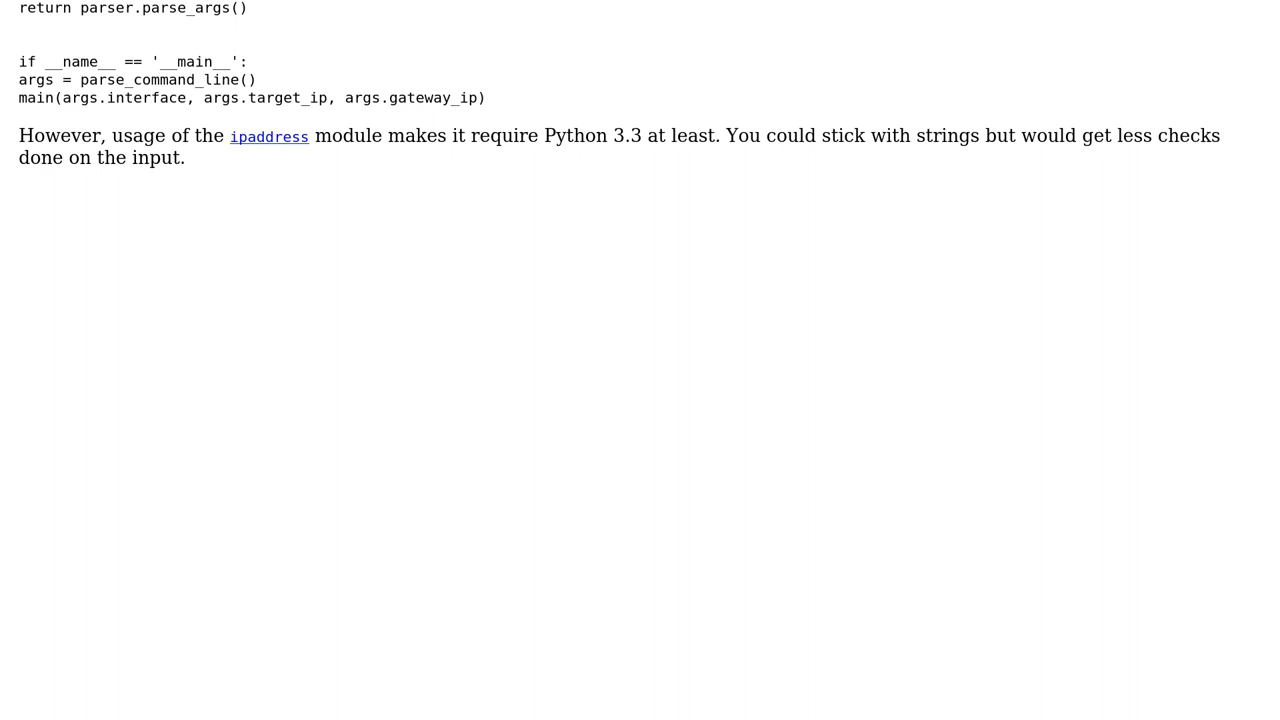 return parser.parse_args()
if __name__ == '__main__':
args = parse_command_line()
main(args.interface, args.target_ip, args.gateway_ip)
However, usage of the ipaddress module makes it require Python 3.3 at least. You could stick with strings but would get less checks
done on the input.